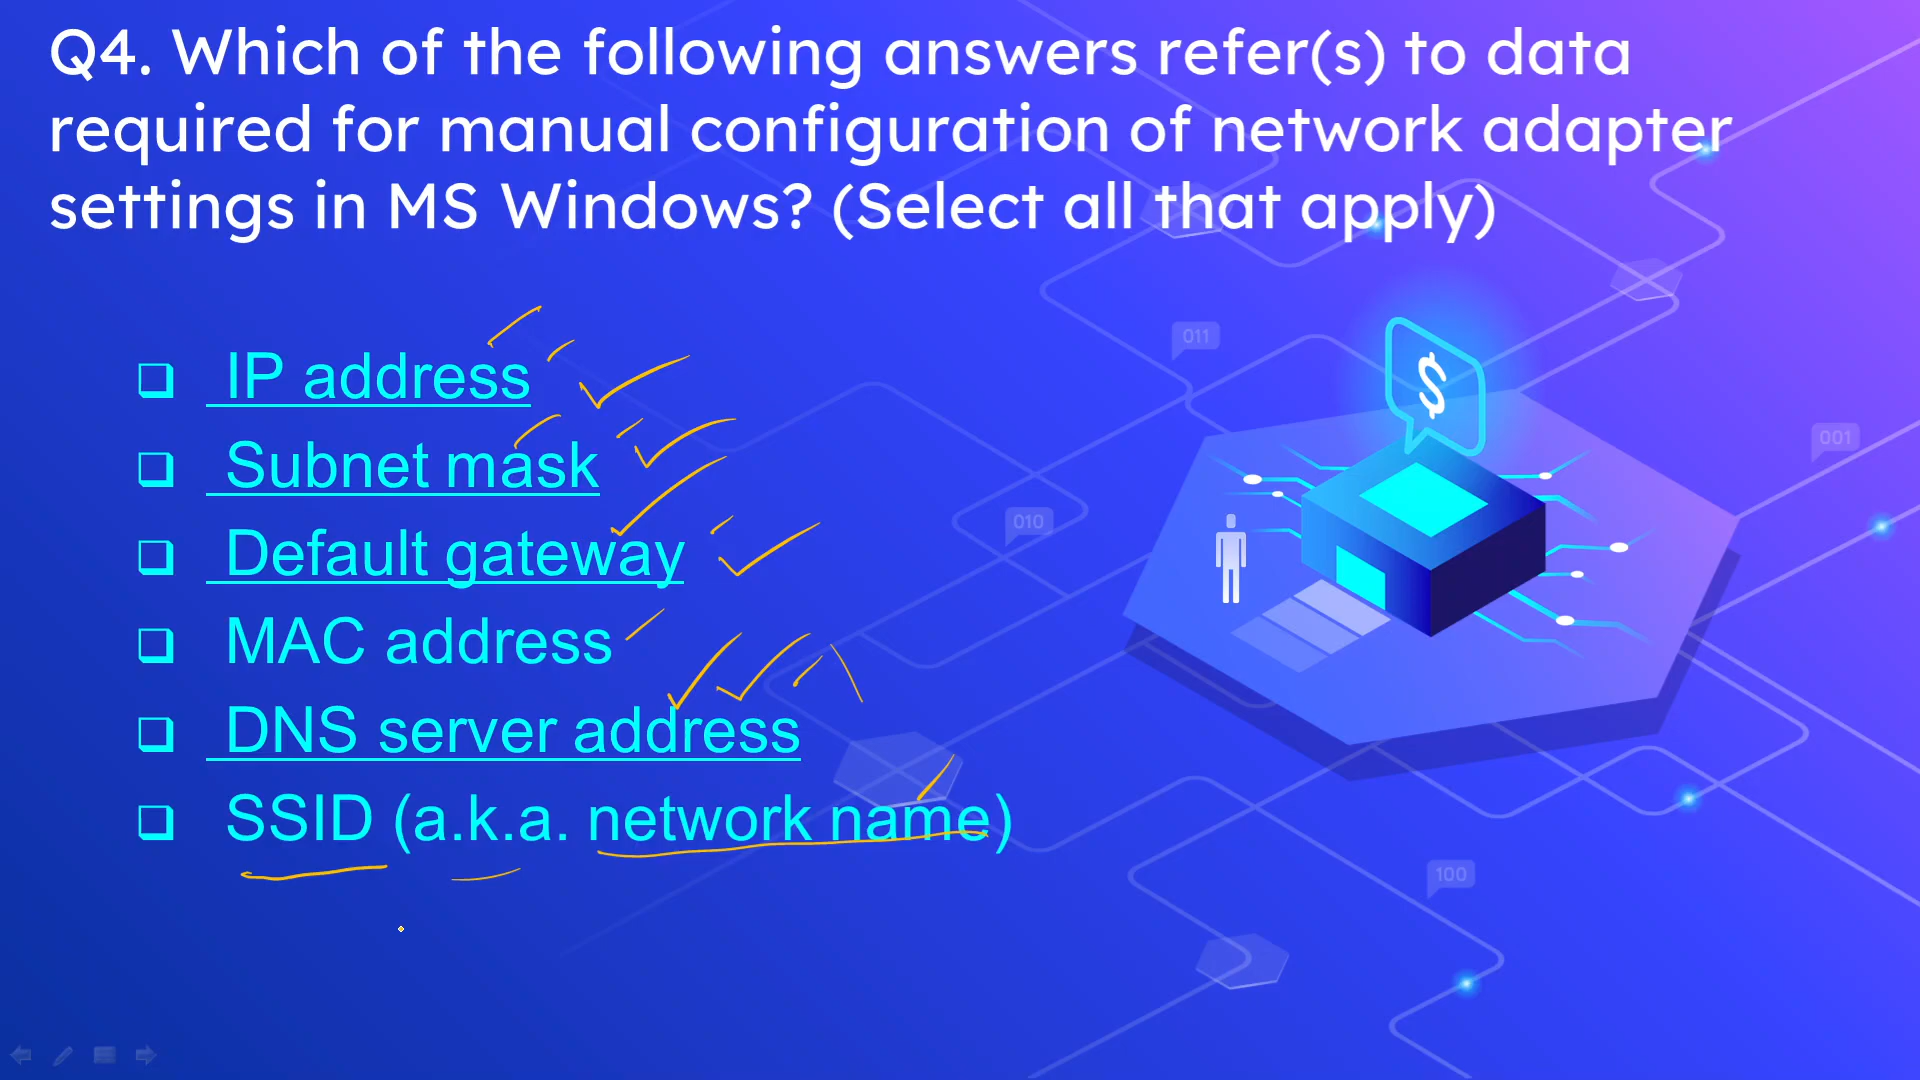 Q4. Which of the following answers refer(s) to data
required for manual configuration of network adapter
settings in MS Windows? (Select all that apply)
IP address
Subnet mask
Default gateway
MAC address
DNS server address
SSID (a.k.a. network name)
$
011
001
010
100